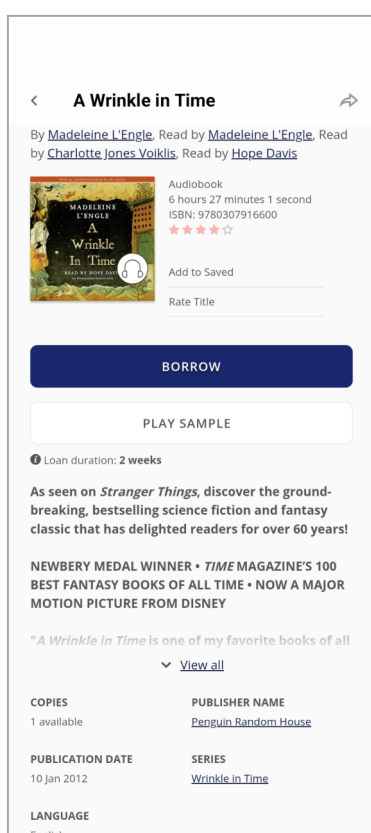 A Wrinkle in Time
By Madeleine L'Engle, Read by Madeleine L'Engle, Read
by Charlotte Jones Voiklis, Read by Hope Davis
MADELEINE
L'ENGLE
A
Wrinkle
In Time
READ BY HOPE DAVIS
Audiobook
6 hours 27 minutes 1 second
ISBN: 9780307916600
Add to Saved
Rate Title
BORROW
PLAY SAMPLE
Loan duration: 2 weeks
As seen on Stranger Things, discover the ground-
breaking, bestselling science fiction and fantasy
classic that has delighted readers for over 60 years!
NEWBERY MEDAL WINNER • TIME MAGAZINE'S 100
BEST FANTASY BOOKS OF ALL TIME • NOW A MAJOR
MOTION PICTURE FROM DISNEY
"A Wrinkle in Time is one of my favorite books of all
View all
COPIES
1 available
PUBLISHER NAME
Penguin Random House
PUBLICATION DATE
10 Jan 2012
SERIES
Wrinkle in Time
LANGUAGE